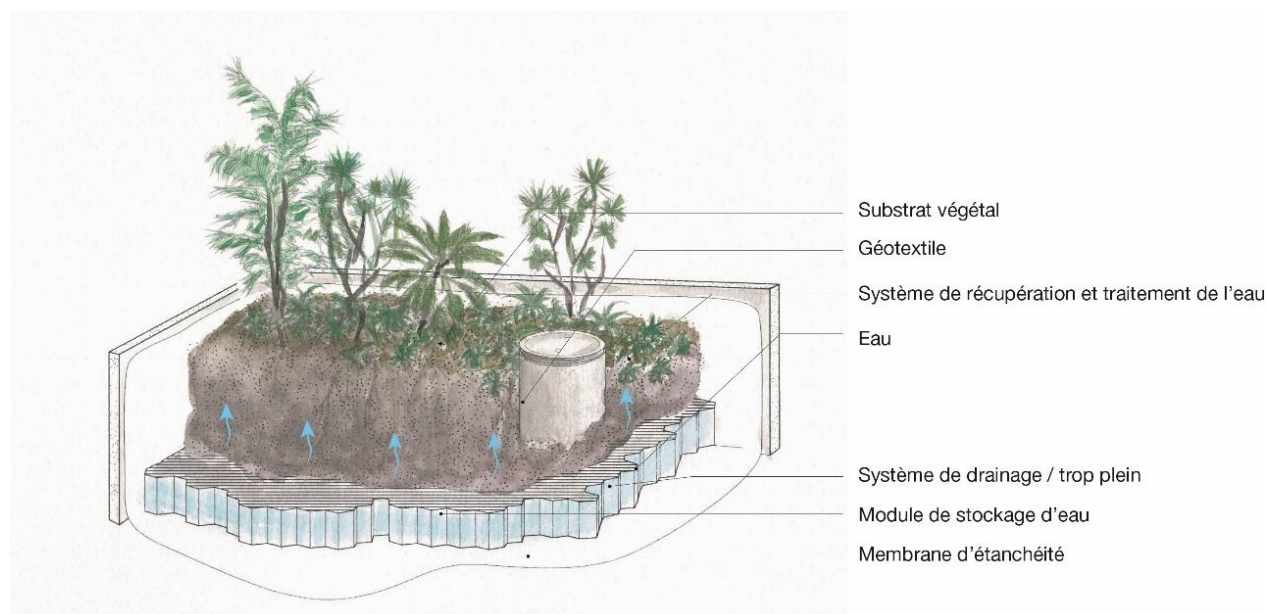 Substrat végétal
Géotextile
Système de récupération et traitement de l'eau
Eau
Système de drainage / trop plein
Module de stockage d'eau
Membrane d'étanchéité